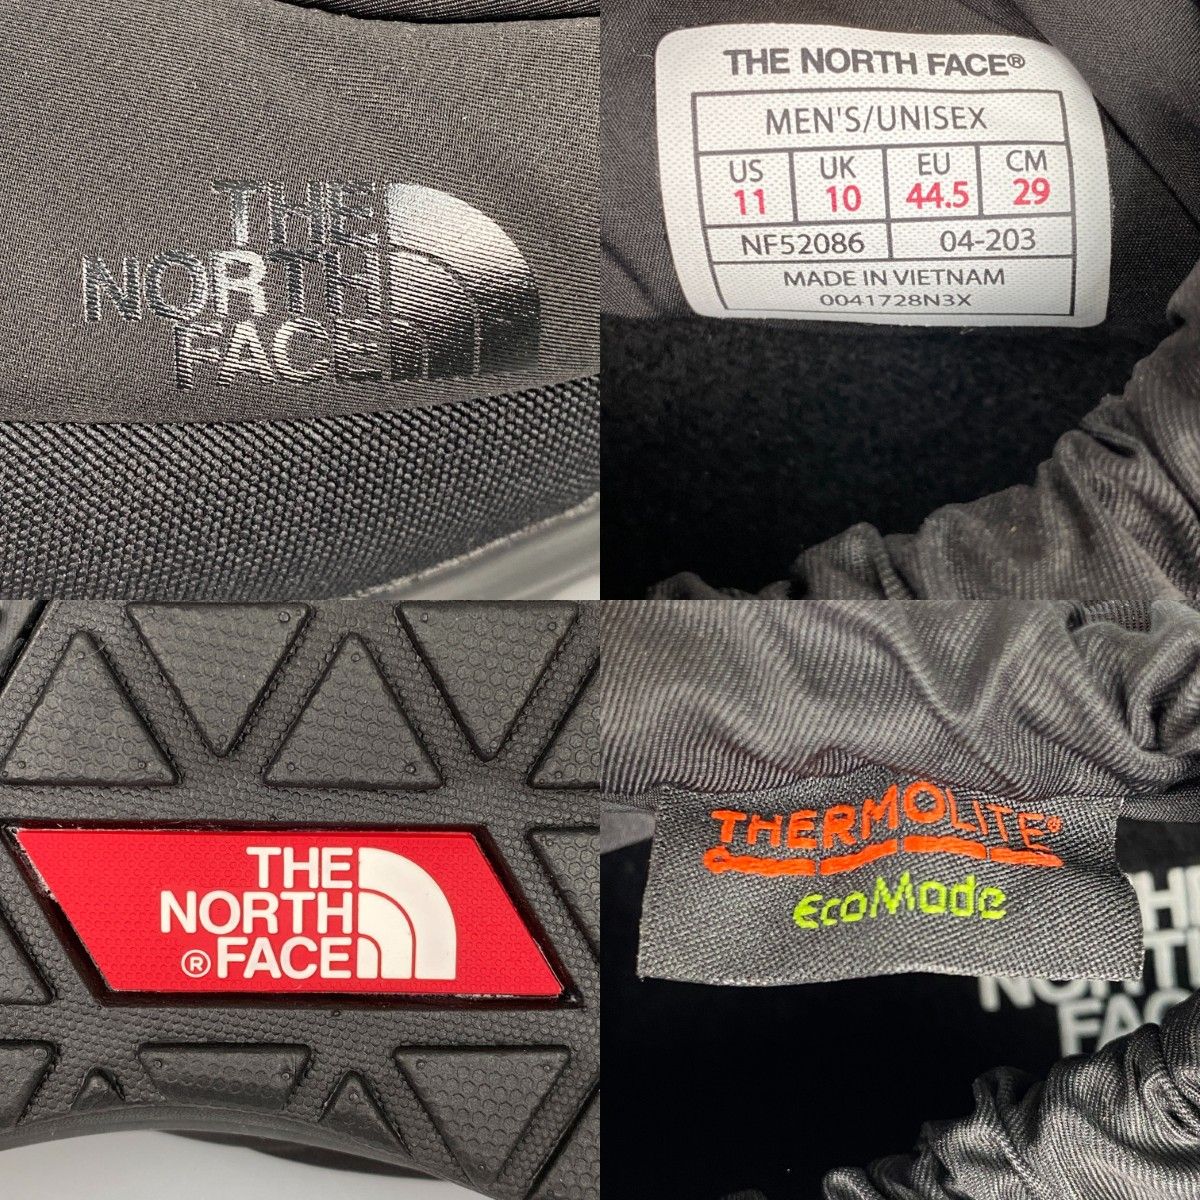 THE
NORTH
FACE
THE NORTH FACE®
MEN'S/UNISEX
US UK EU CM
11 10 44.5 29
NF52086 04-203
MADE IN VIETNAM
0041728N3X
THE
NORTH
® FACE
THERMOLITE®
EcoMade